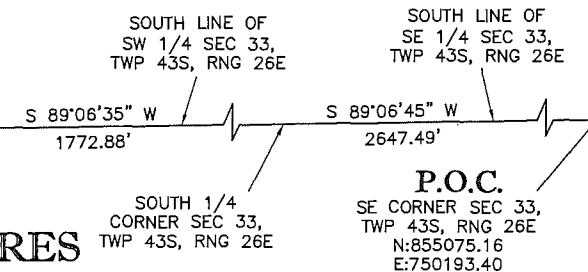 SOUTH LINE OF
SW 1/4 SEC 33,
TWP 43S, RNG 26E
SOUTH LINE OF
SE 1/4 SEC 33,
TWP 43S, RNG 26E
S 89°06'35" W
1772.88'
S 89°06'45" W
2647.49'
SOUTH 1/4
CORNER SEC 33,
TWP 43S, RNG 26E
P.O.C.
SE CORNER SEC 33,
TWP 43S, RNG 26E
N:855075.16
E:750193.40
RES